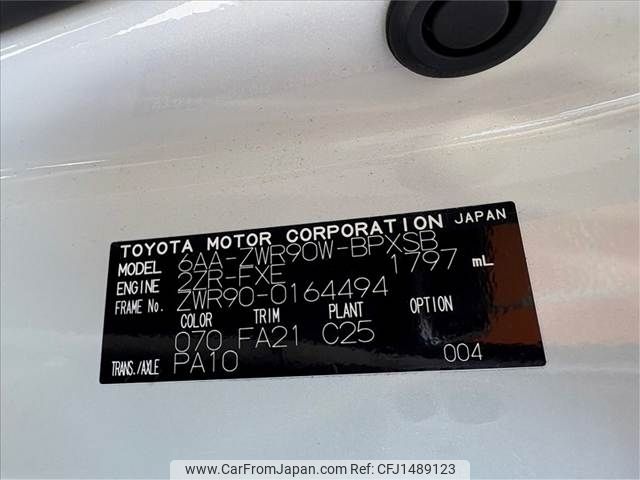 TOYOTA MOTOR CORPORATION JAPAN
MODEL 6AA-ZWR90W-BPXSB
ENGINE 2ZR-FXE 1797 mL
FRAME No. ZWR90-0164494
COLOR TRIM PLANT OPTION
070 FA21 C25
TRANS./AXLE PA10 004
www.CarFromJapan.com - Ref No: CFJ1489123